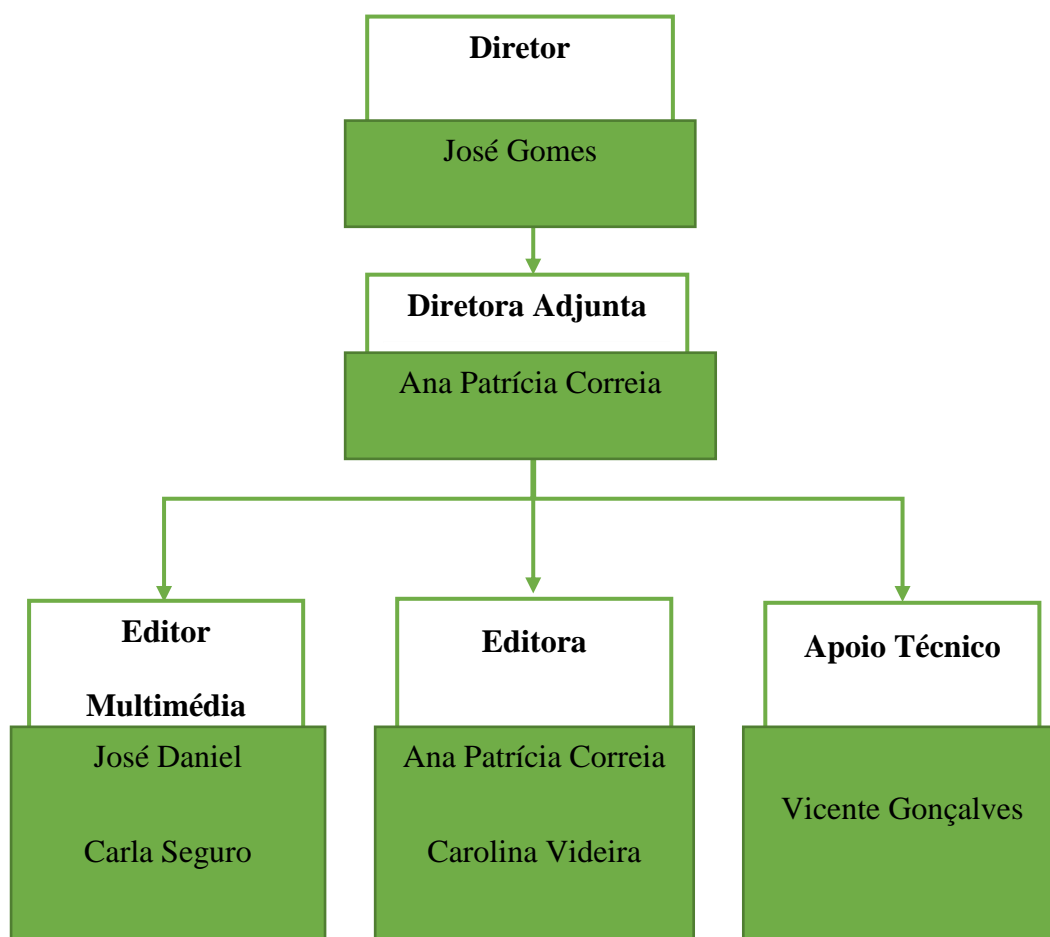 Diretor
José Gomes
Diretora Adjunta
Ana Patrícia Correia
Editor
Multimédia
José Daniel
Carla Seguro
Editora
Ana Patrícia Correia
Carolina Videira
Apoio Técnico
Vicente Gonçalves